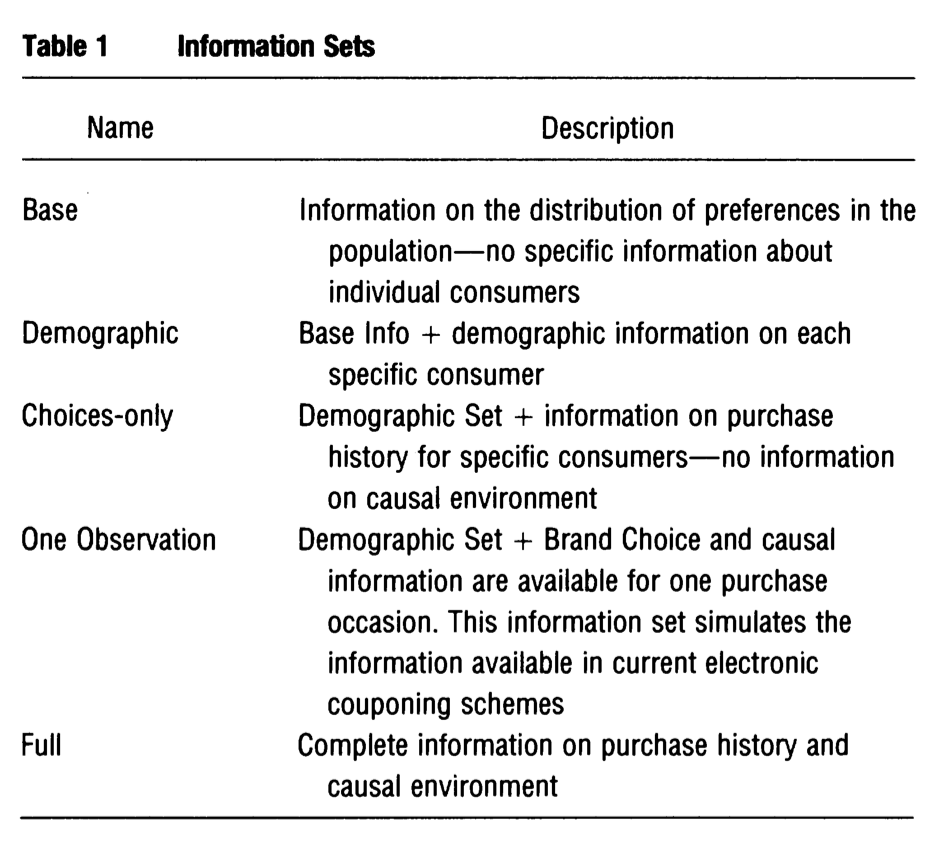 Table 1 Information Sets
Name Description
Base Information on the distribution of preferences in the
population—no specific information about
individual consumers
Demographic Base Info + demographic information on each
specific consumer
Choices-only Demographic Set + information on purchase
history for specific consumers—no information
on causal environment
One Observation Demographic Set + Brand Choice and causal
information are available for one purchase
occasion. This information set simulates the
information available in current electronic
couponing schemes
Full Complete information on purchase history and
causal environment